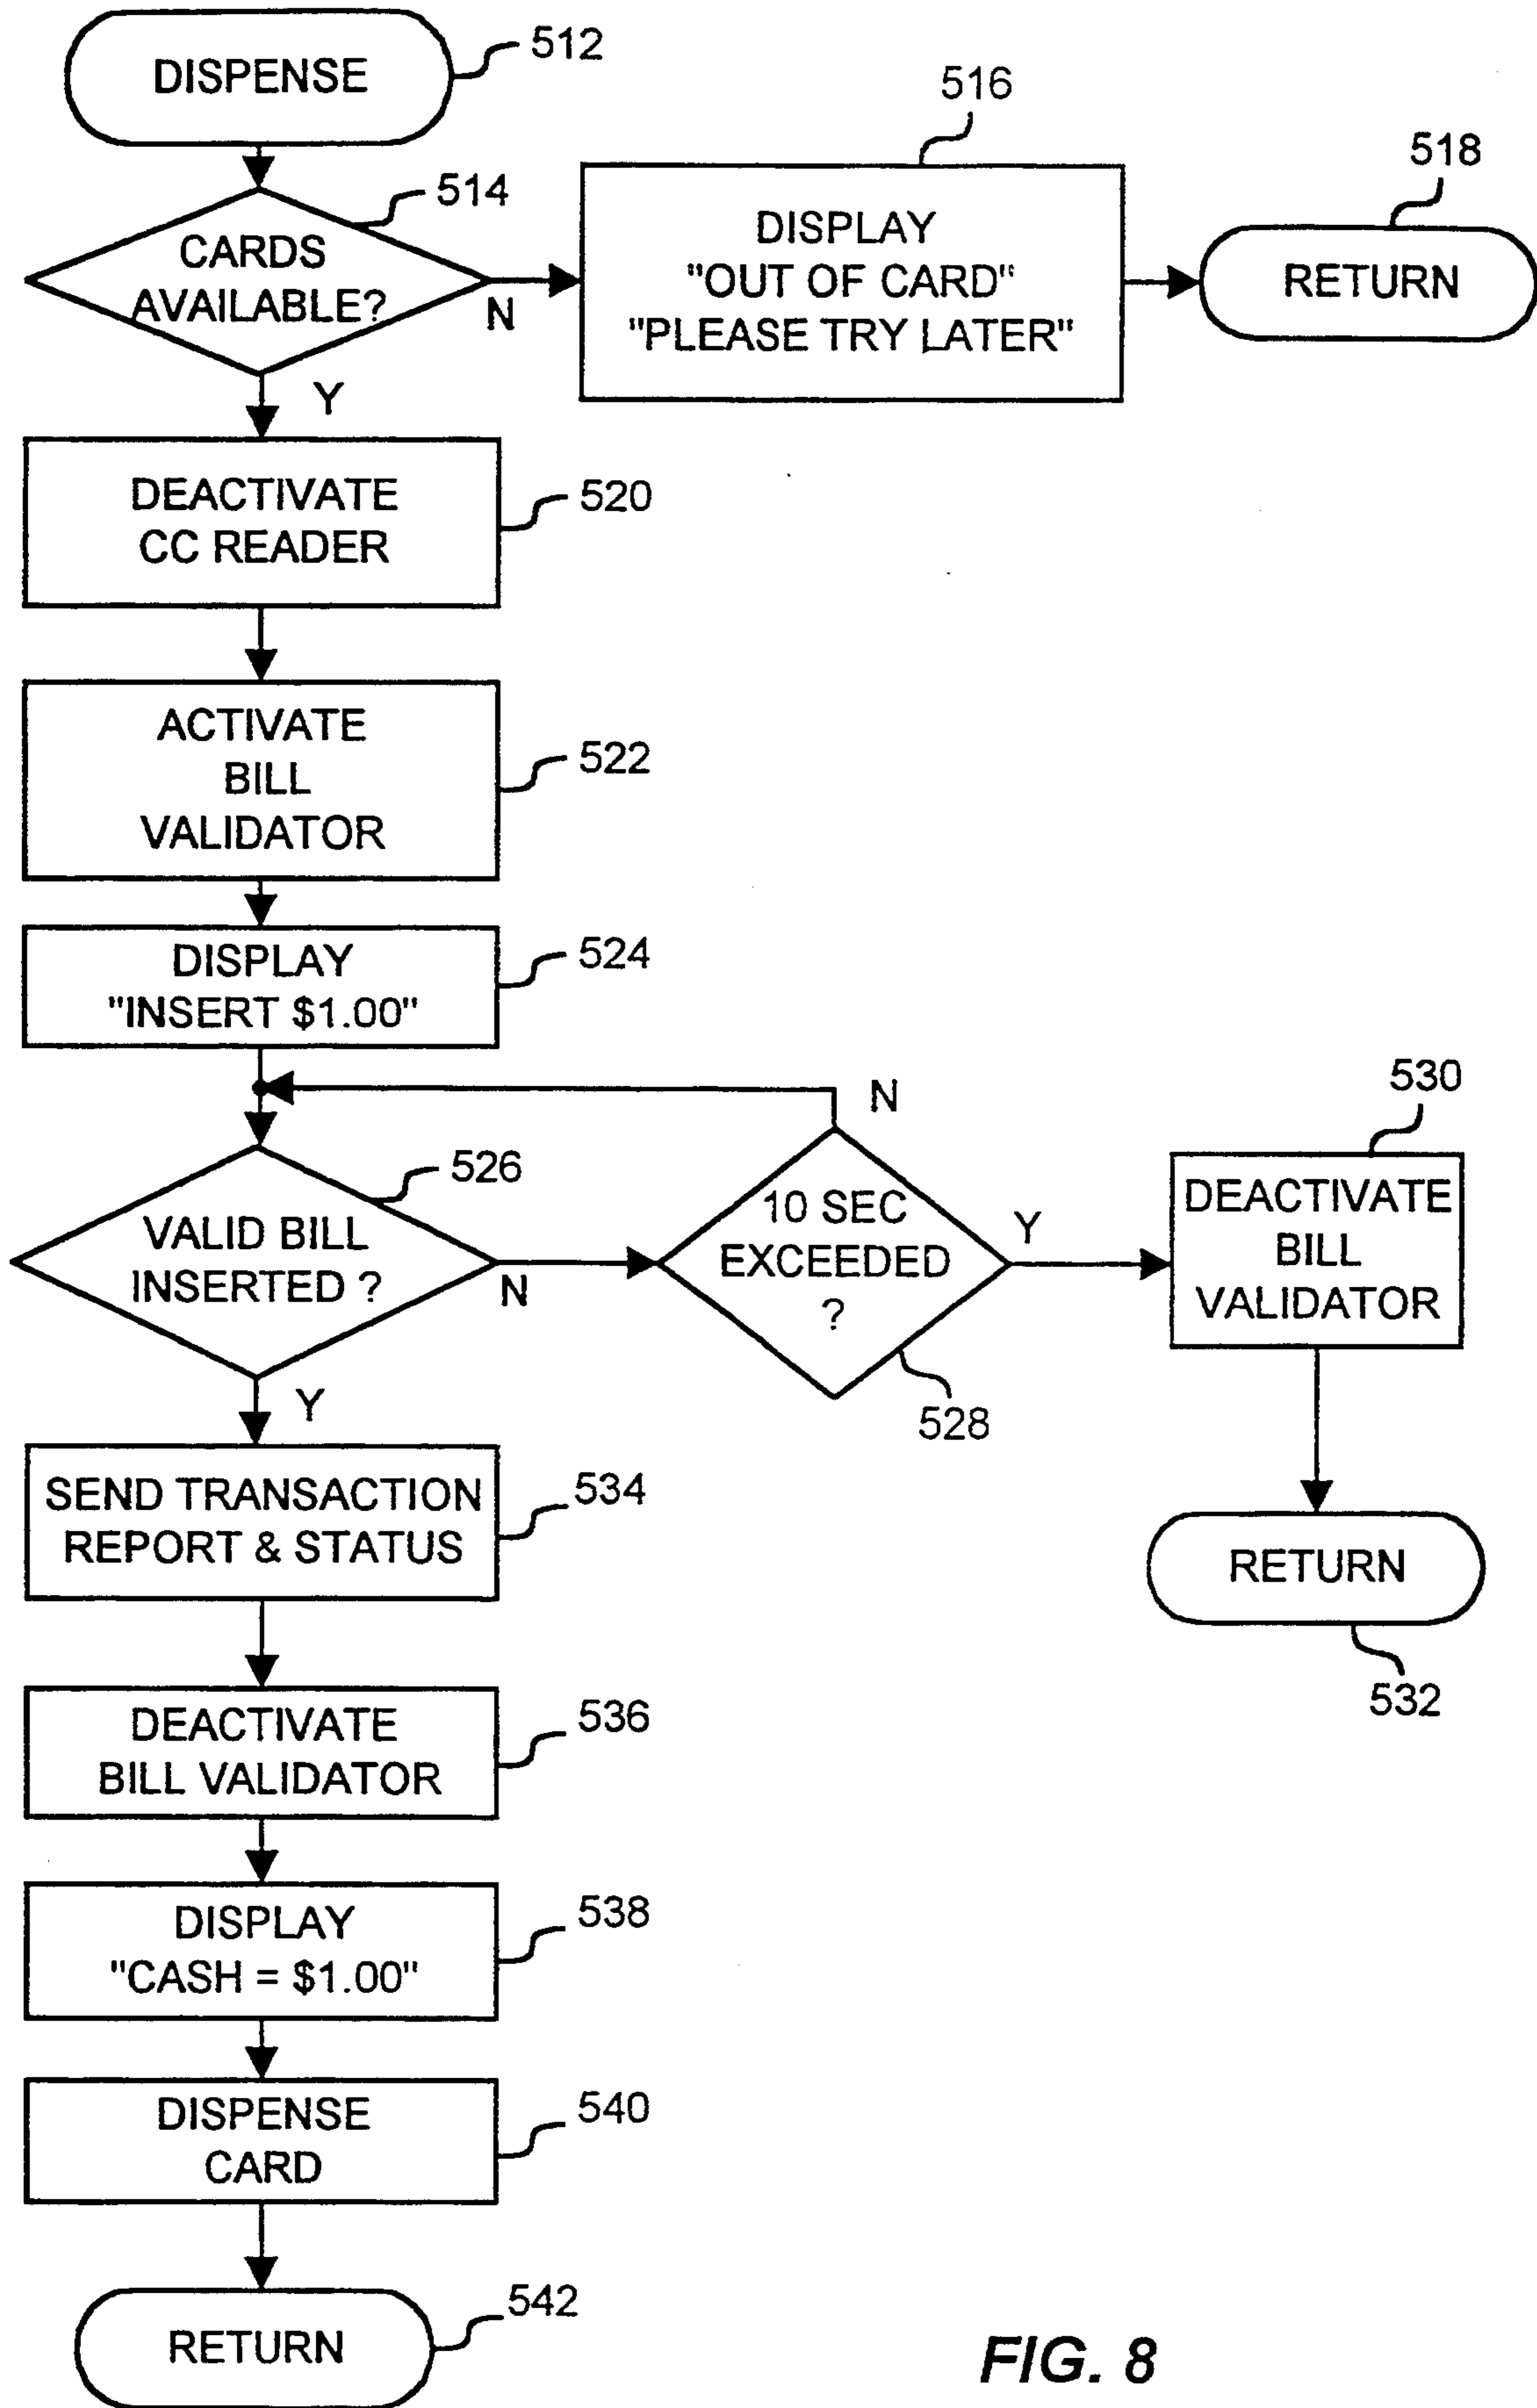 DISPENSE
512
514
CARDS
AVAILABLE?
N
Y
516
DISPLAY
"OUT OF CARD"
"PLEASE TRY LATER"
518
RETURN
DEACTIVATE
CC READER
520
ACTIVATE
BILL
VALIDATOR
522
DISPLAY
"INSERT $1.00"
524
N
526
VALID BILL
INSERTED ?
N
Y
10 SEC
EXCEEDED
?
Y
528
530
DEACTIVATE
BILL
VALIDATOR
RETURN
532
SEND TRANSACTION
REPORT & STATUS
534
DEACTIVATE
BILL VALIDATOR
536
DISPLAY
"CASH = $1.00"
538
DISPENSE
CARD
540
RETURN
542
FIG. 8